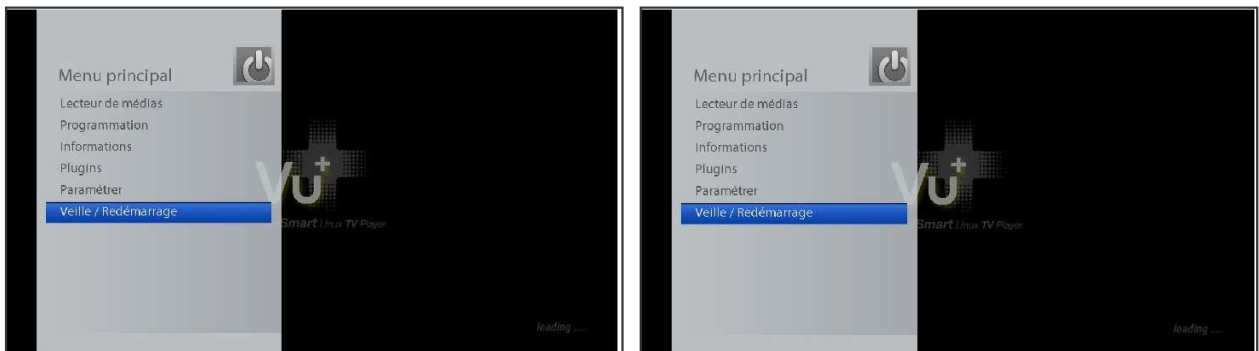 Menu principal
Lecteur de médias
Programmation
Informations
Plugins
Paramétrer
Veille / Redémarrage
Vu+
Smart Linux TV Player
loading .....
Menu principal
Lecteur de médias
Programmation
Informations
Plugins
Paramétrer
Veille / Redémarrage
Vu+
Smart Linux TV Player
loading .....